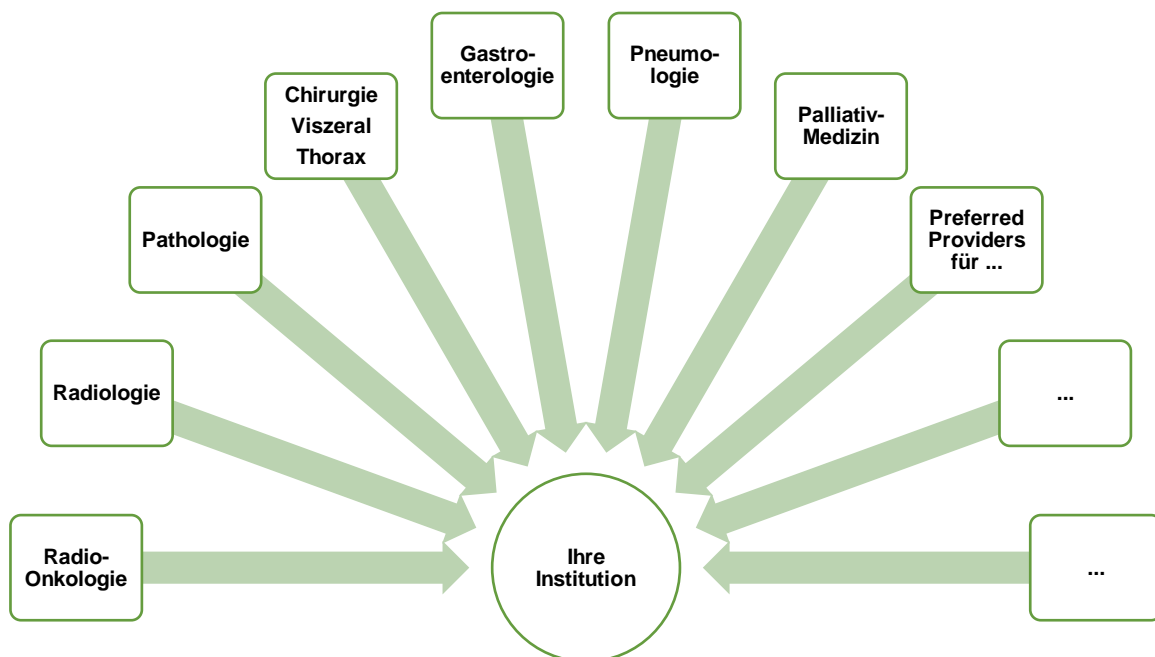 Gastro-
enterologie
Pneumo-
logie
Chirurgie
Viszeral
Thorax
Palliativ-
Medizin
Pathologie
Preferred
Providers
für ...
Radiologie
...
Radio-
Onkologie
Ihre
Institution
...